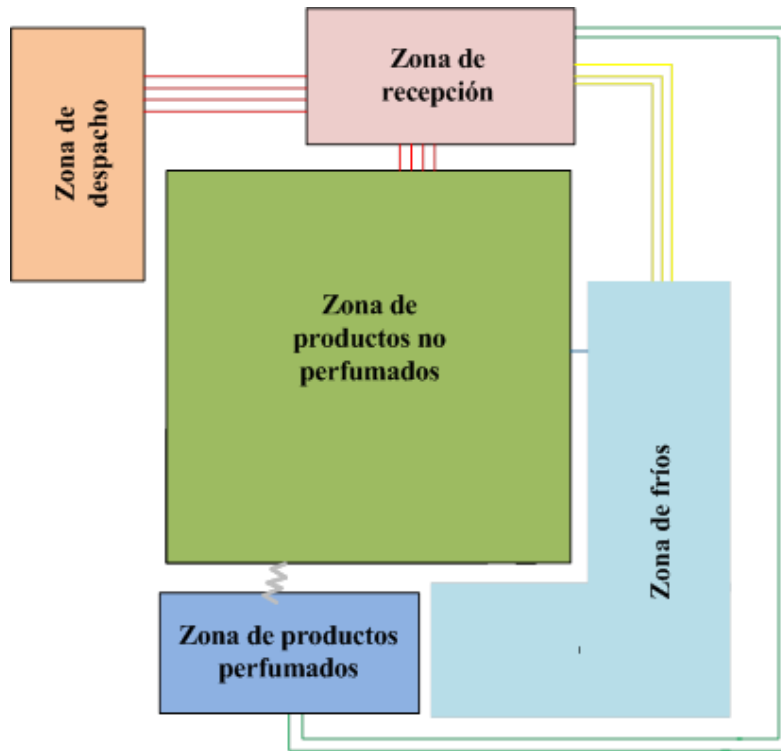 Zona de
recepción
Zona de
despacho
Zona de
productos no
perfumados
Zona de fríos
Zona de productos
perfumados